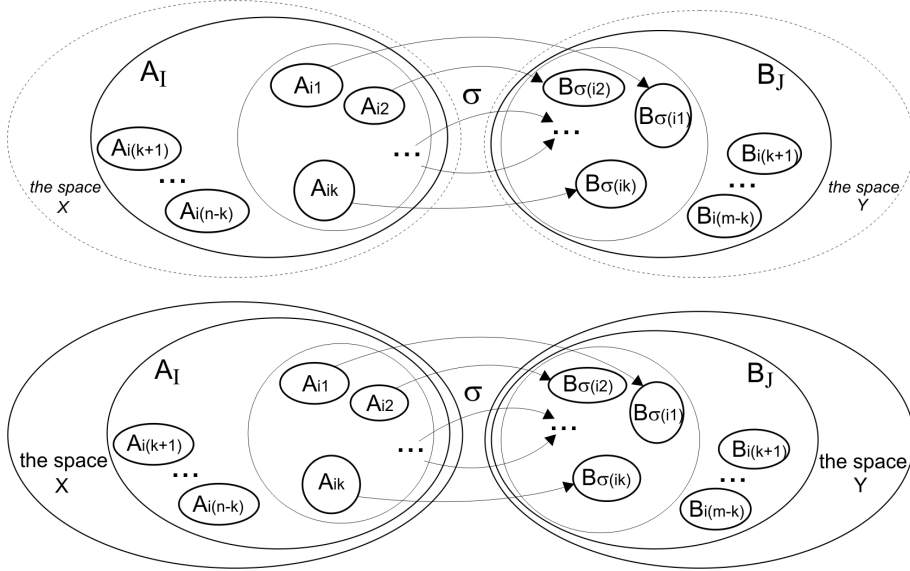 A_I
B_J
A_i1
A_i2
σ
B_σ(i2)
B_σ(i1)
...
...
A_i(k+1)
...
A_i(n-k)
A_ik
B_σ(ik)
B_i(k+1)
...
B_i(m-k)
the space
X
the space
Y
A_I
B_J
A_i1
A_i2
σ
B_σ(i2)
B_σ(i1)
...
...
A_i(k+1)
...
A_i(n-k)
A_ik
B_σ(ik)
B_i(k+1)
...
B_i(m-k)
the space
X
the space
Y